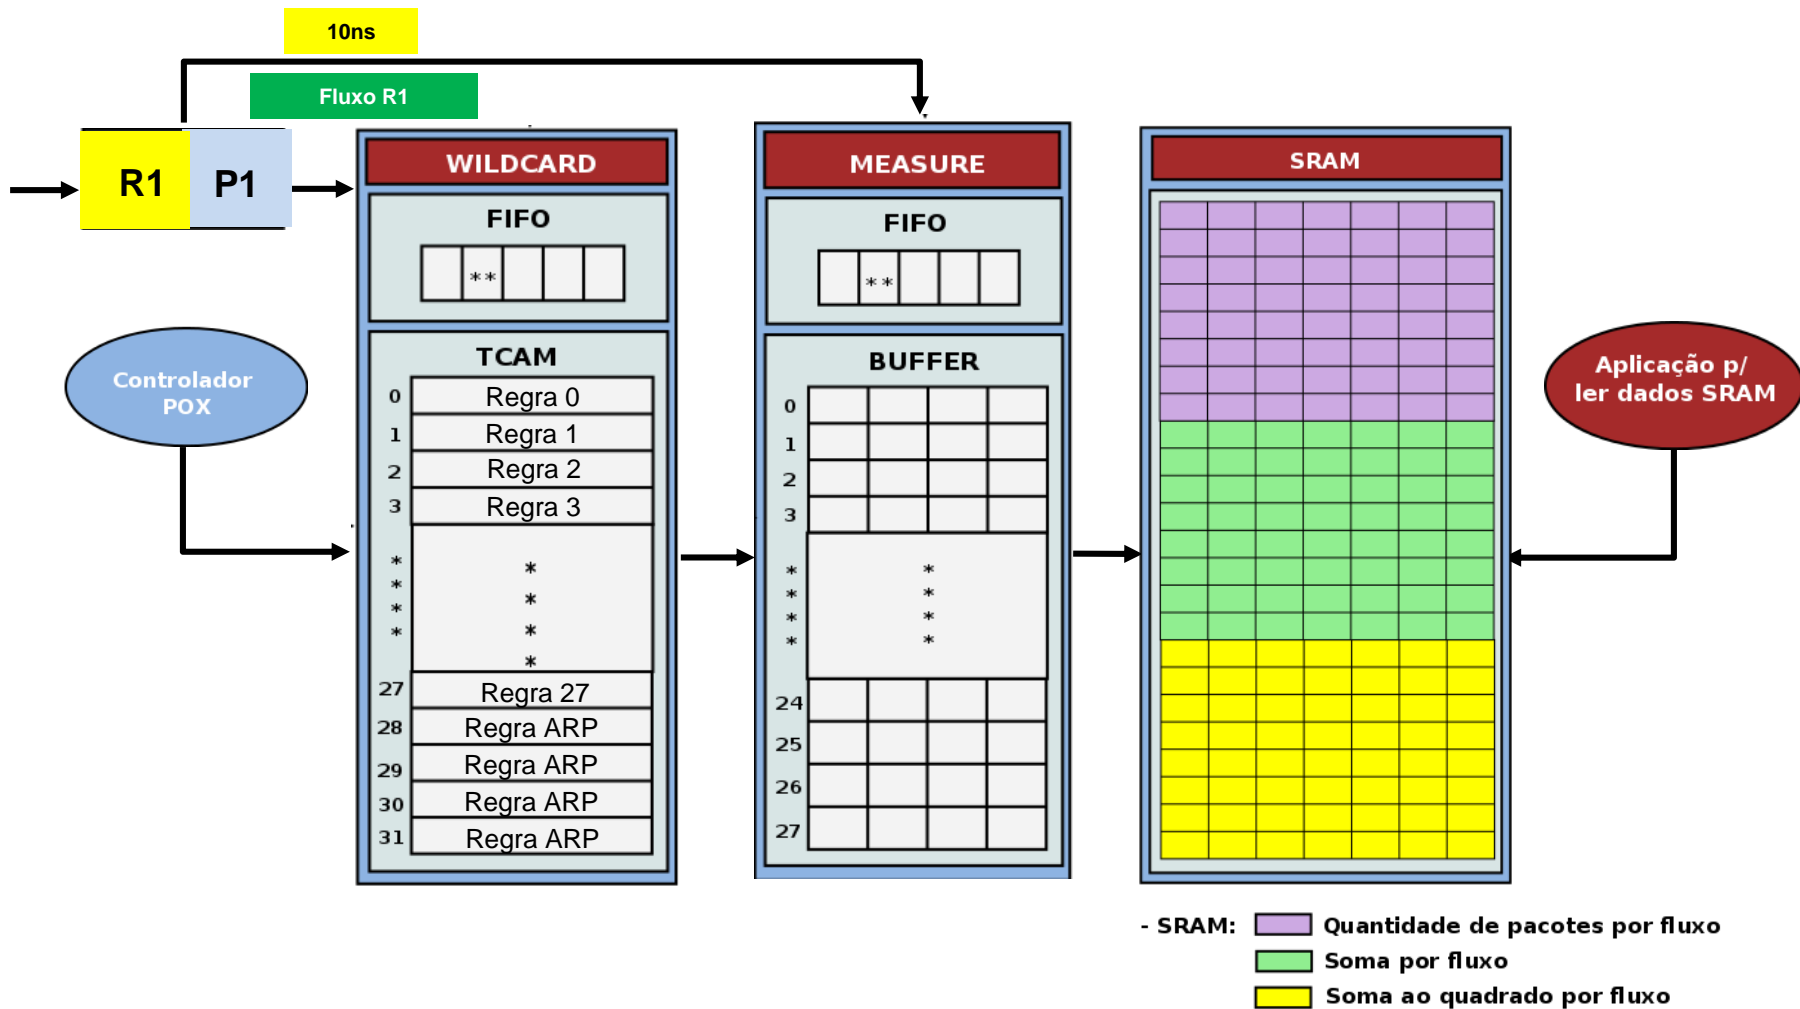 10ns
Fluxo R1
R1
P1
WILDCARD
FIFO
**
TCAM
0
Regra 0
1
Regra 1
2
Regra 2
3
Regra 3
*
*
*
*
*
*
*
*
27
Regra 27
28
Regra ARP
29
Regra ARP
30
Regra ARP
31
Regra ARP
Controlador
POX
MEASURE
FIFO
**
BUFFER
0
1
2
3
*
*
*
*
*
*
*
*
24
25
26
27
SRAM
Aplicação p/
ler dados SRAM
- SRAM:
Quantidade de pacotes por fluxo
Soma por fluxo
Soma ao quadrado por fluxo